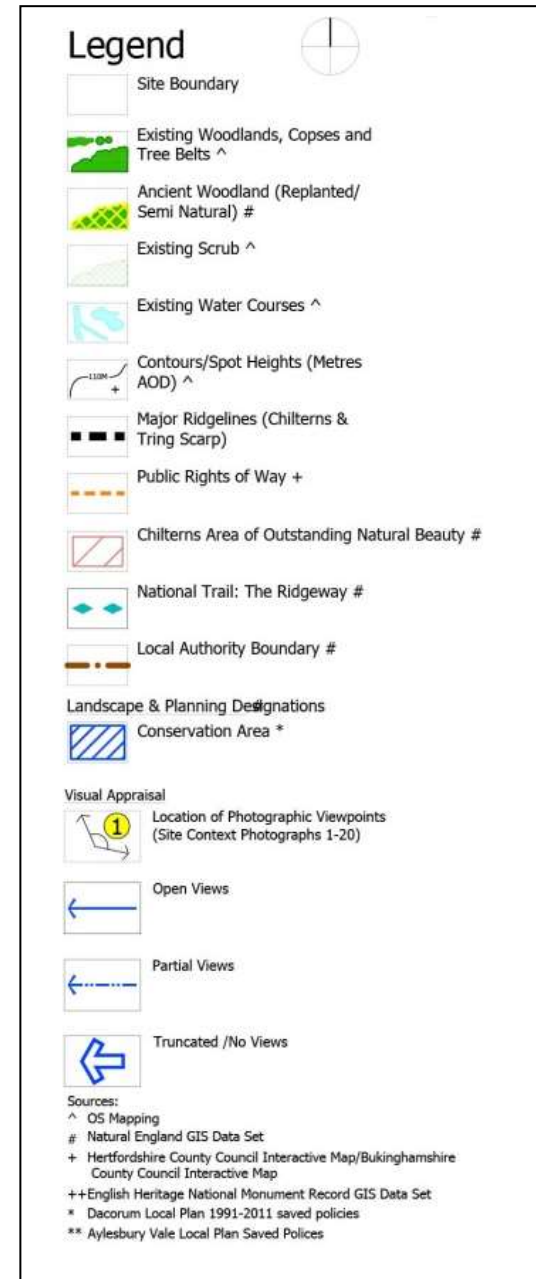 Legend
Site Boundary
Existing Woodlands, Copses and
Tree Belts ^
Ancient Woodland (Replanted/
Semi Natural) #
Existing Scrub ^
Existing Water Courses ^
110M
+
Contours/Spot Heights (Metres
AOD) ^
Major Ridgelines (Chilterns &
Tring Scarp)
Public Rights of Way +
Chilterns Area of Outstanding Natural Beauty #
National Trail: The Ridgeway #
Local Authority Boundary #
Landscape & Planning Designations #
Conservation Area *
Visual Appraisal
1
Location of Photographic Viewpoints
(Site Context Photographs 1-20)
Open Views
Partial Views
Truncated /No Views
Sources:
^ OS Mapping
# Natural England GIS Data Set
+ Hertfordshire County Council Interactive Map/Bukinghamshire
County Council Interactive Map
++English Heritage National Monument Record GIS Data Set
* Dacorum Local Plan 1991-2011 saved policies
** Aylesbury Vale Local Plan Saved Polices